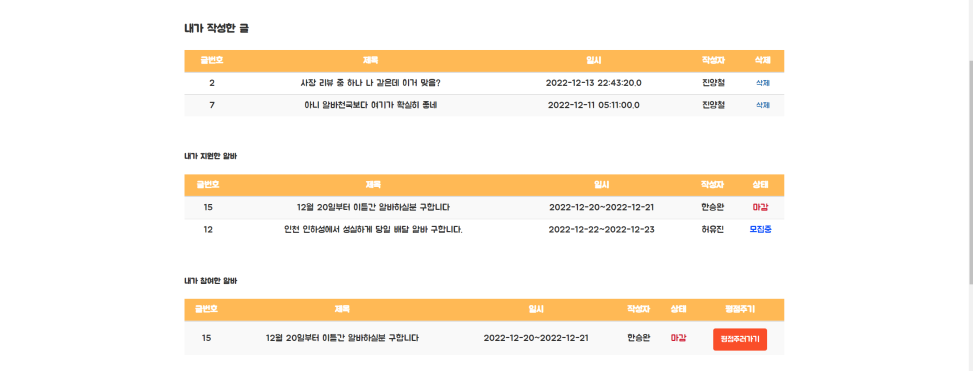 내가 작성한 글
글번호 제목 일시 작성자 삭제
2 사장 리뷰 중 하나 나 같은데 이거 맞음? 2022-12-13 22:43:20.0 진양철 삭제
7 아니 알바천국보다 여기가 확실히 좋네 2022-12-11 05:11:00.0 진양철 삭제
내가 지원한 알바
글번호 제목 일시 작성자 상태
15 12월 20일부터 이틀간 알바하실분 구합니다 2022-12-20~2022-12-21 한승완 마감
12 인천 인하성에서 성실하게 당일 배달 알바 구합니다. 2022-12-22~2022-12-23 허유진 모집중
내가 참여한 알바
글번호 제목 일시 작성자 상태 평점주기
15 12월 20일부터 이틀간 알바하실분 구합니다 2022-12-20~2022-12-21 한승완 마감 평점주러가기